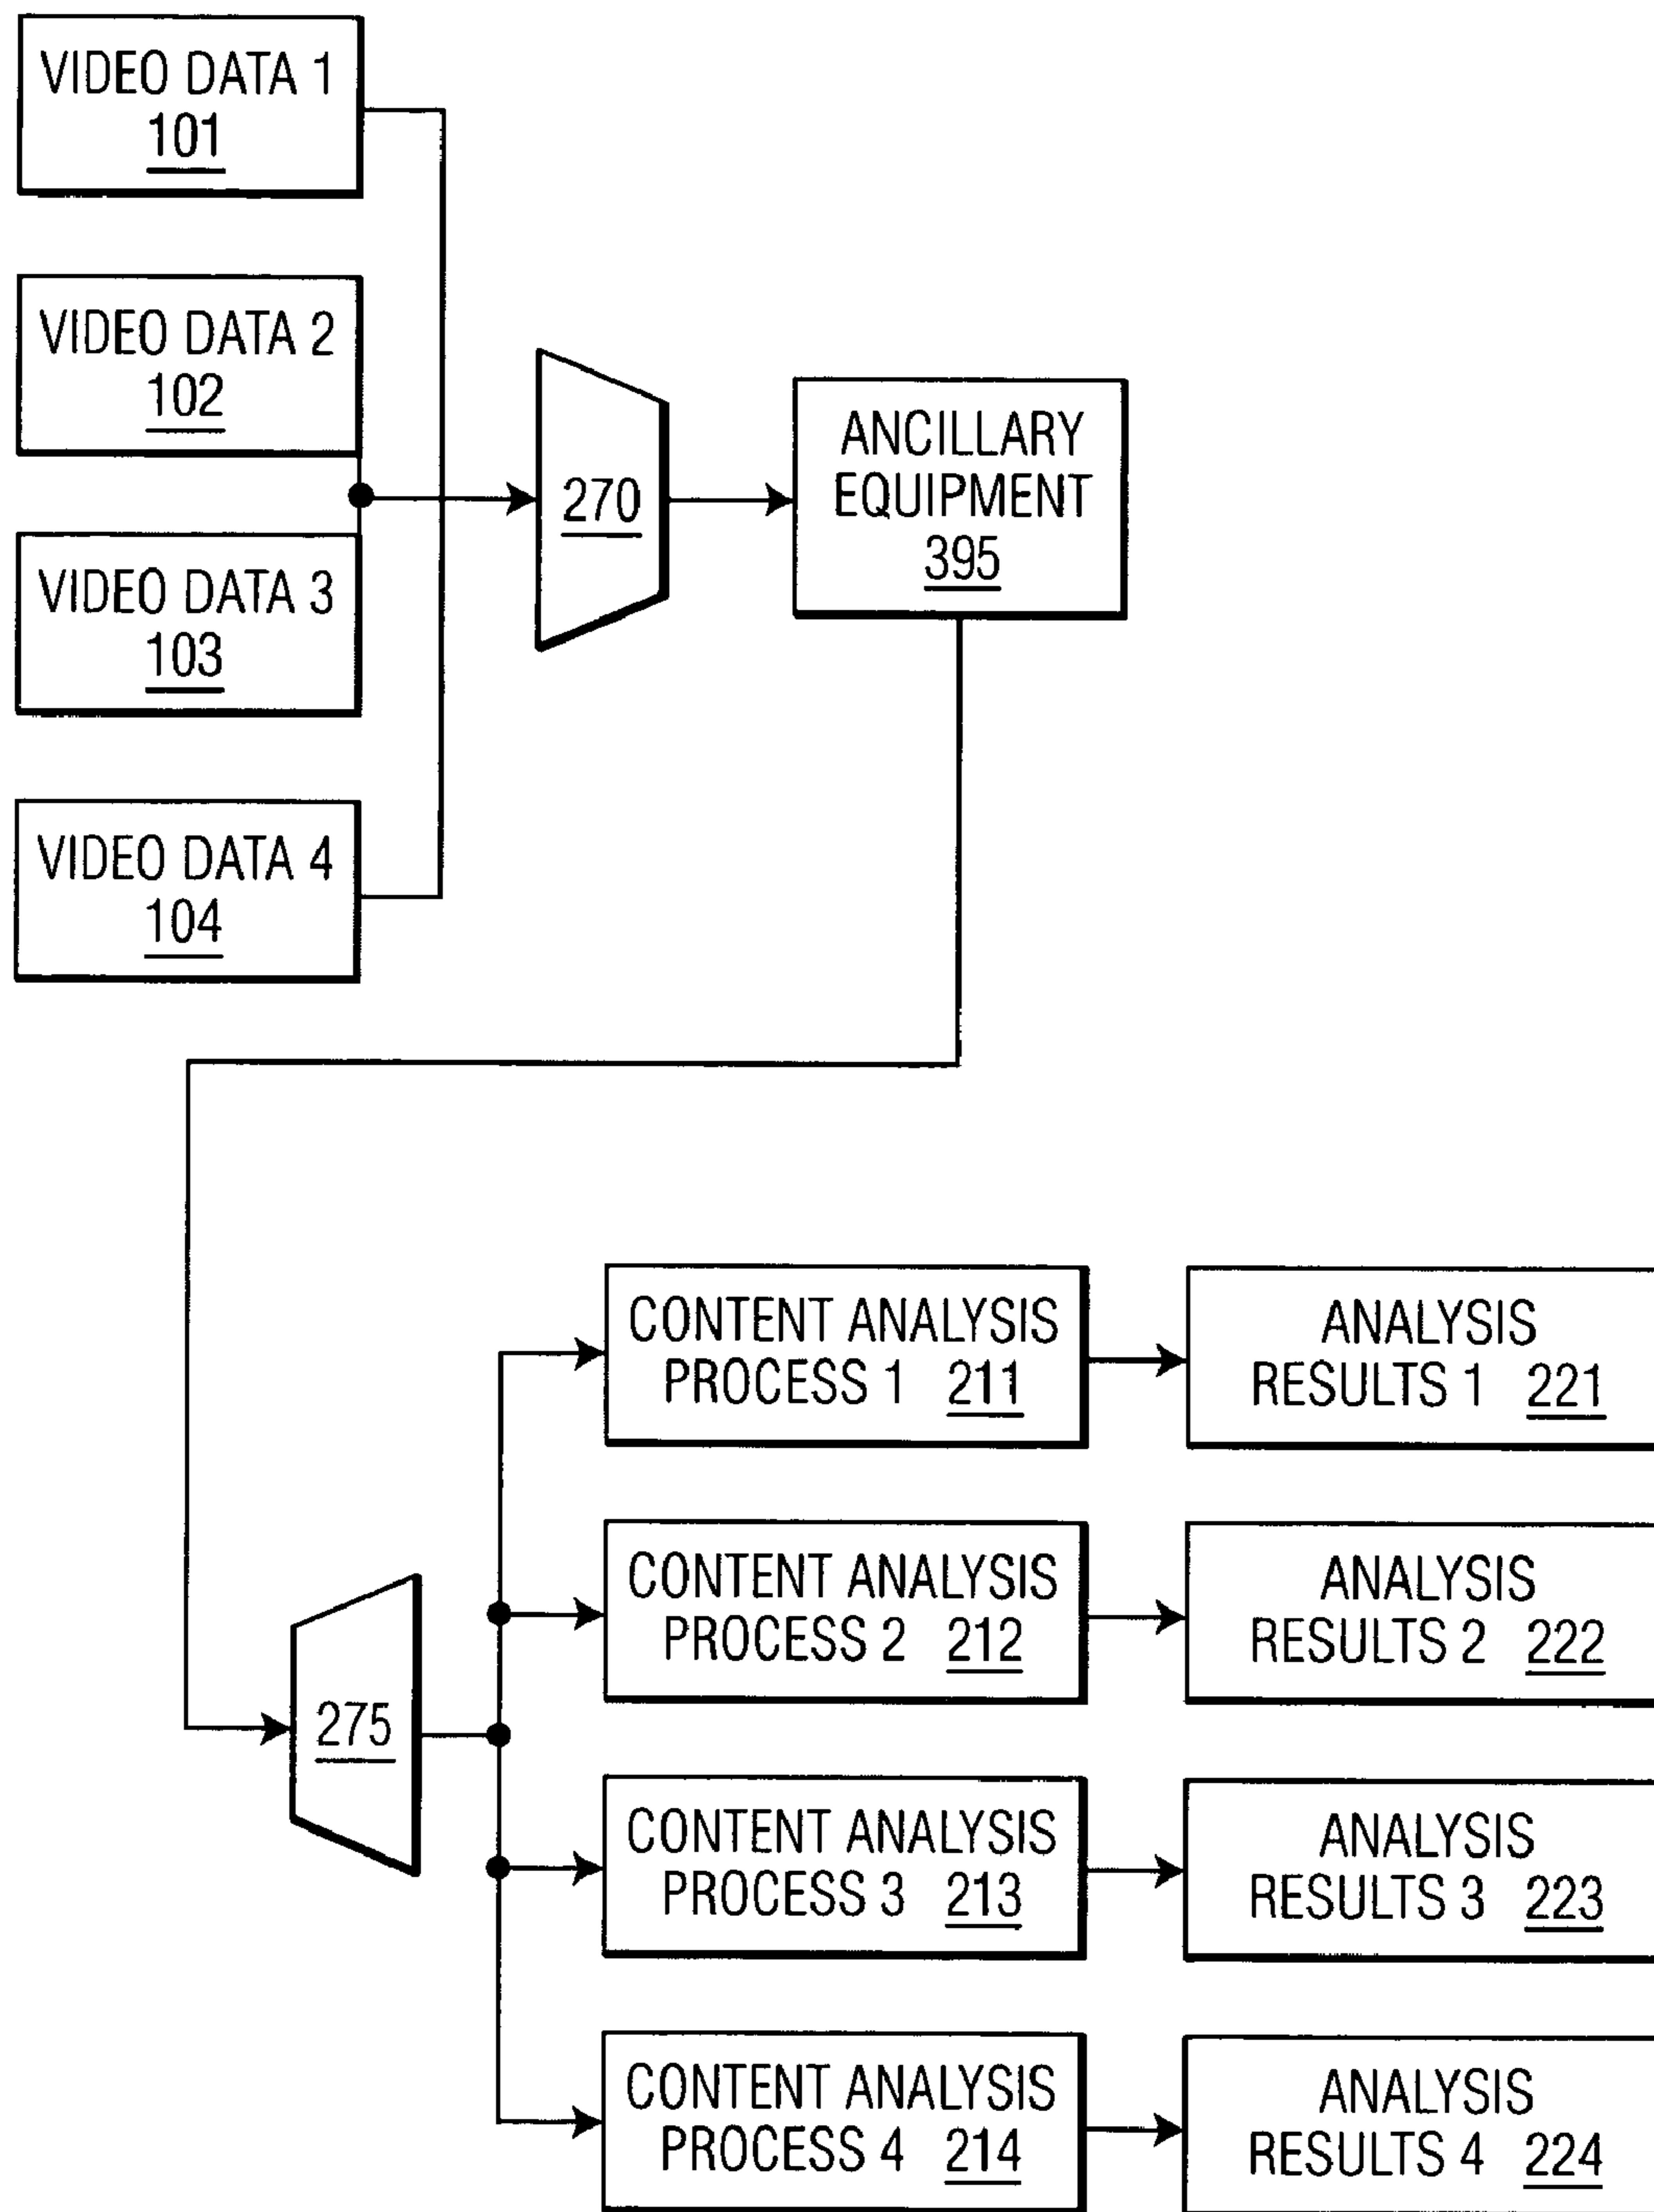 VIDEO DATA 1
101
VIDEO DATA 2
102
VIDEO DATA 3
103
VIDEO DATA 4
104
270
ANCILLARY
EQUIPMENT
395
275
CONTENT ANALYSIS
PROCESS 1 211
ANALYSIS
RESULTS 1 221
CONTENT ANALYSIS
PROCESS 2 212
ANALYSIS
RESULTS 2 222
CONTENT ANALYSIS
PROCESS 3 213
ANALYSIS
RESULTS 3 223
CONTENT ANALYSIS
PROCESS 4 214
ANALYSIS
RESULTS 4 224